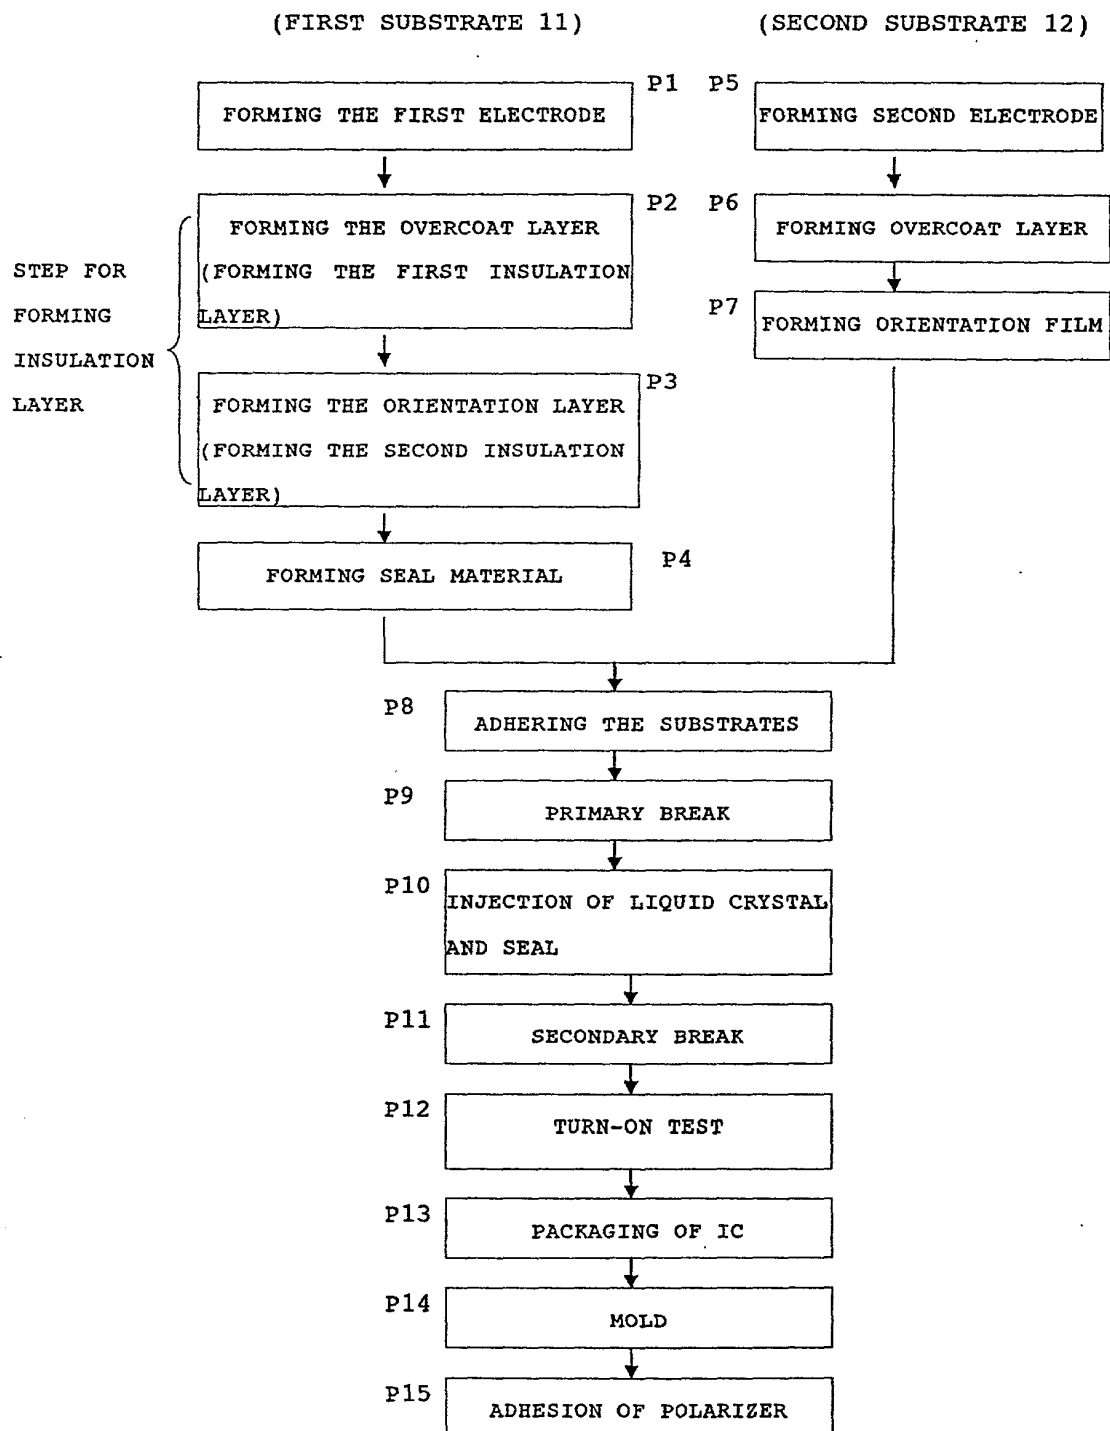 (FIRST SUBSTRATE 11)
(SECOND SUBSTRATE 12)
P1
FORMING THE FIRST ELECTRODE
P2
FORMING THE OVERCOAT LAYER
(FORMING THE FIRST INSULATION
LAYER)
STEP FOR
FORMING
INSULATION
LAYER
P3
FORMING THE ORIENTATION LAYER
(FORMING THE SECOND INSULATION
LAYER)
P4
FORMING SEAL MATERIAL
P5
FORMING SECOND ELECTRODE
P6
FORMING OVERCOAT LAYER
P7
FORMING ORIENTATION FILM
P8
ADHERING THE SUBSTRATES
P9
PRIMARY BREAK
P10
INJECTION OF LIQUID CRYSTAL
AND SEAL
P11
SECONDARY BREAK
P12
TURN-ON TEST
P13
PACKAGING OF IC
P14
MOLD
P15
ADHESION OF POLARIZER